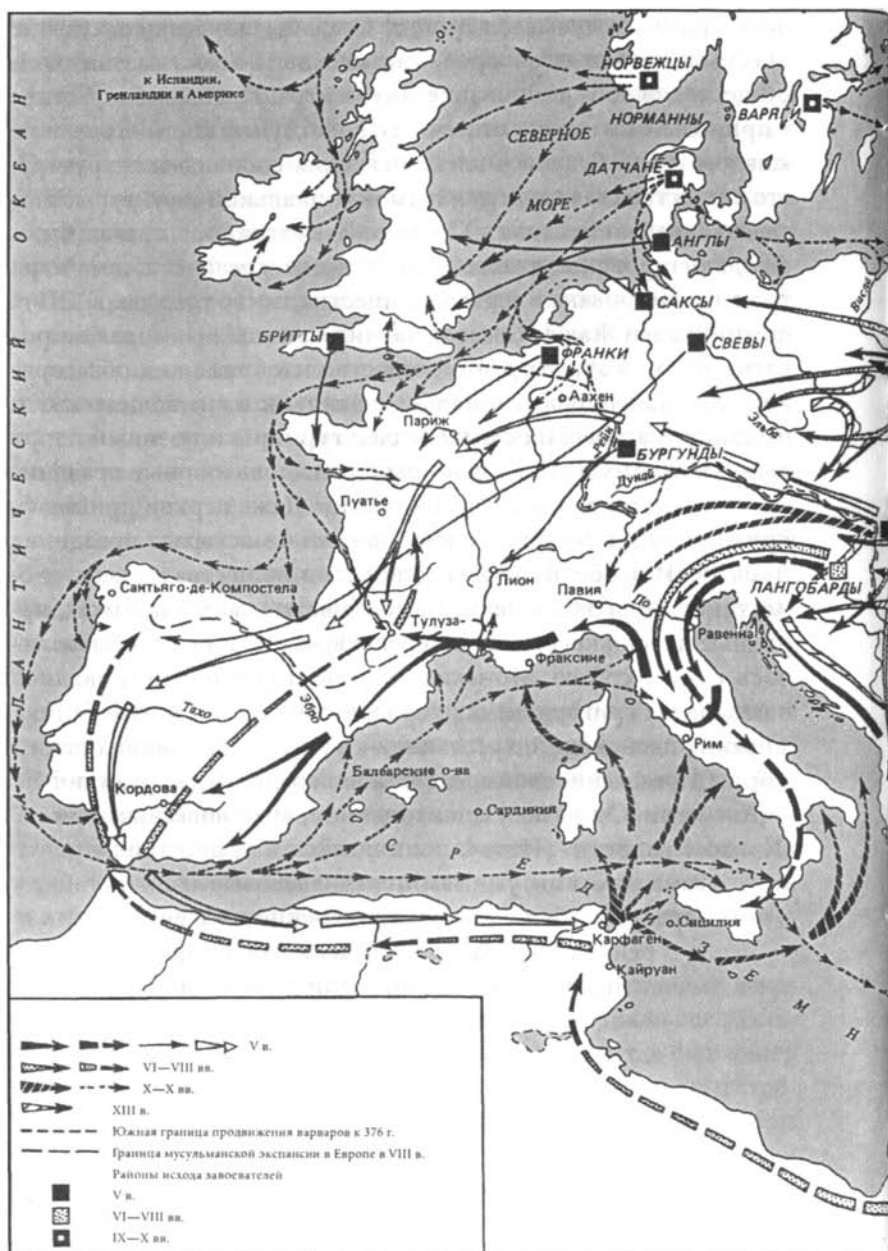 к Исландии,
Гренландии и Америке
НОРВЕЖЦЫ
НОРМАННЫ
ВАРЯГИ
СЕВЕРНОЕ
МОРЕ
ДАТЧАНЕ
АНГЛЫ
САКСЫ
Висла
БРИТТЫ
ФРАНКИ
СВЕВЫ
Аахен
Париж
Рейн
Эльба
БУРГУНДЫ
Дунай
Пуатье
АТЛАНТИЧЕСКИЙ ОКЕАН
Лион
Павия
По
ЛАНГОБАРДЫ
Сантьяго-де-Компостела
Тулуза
Равенна
Фраксине
Тахо
Эбро
Рим
Балеарские о-ва
Кордова
Сардиния
СРЕДИЗЕМН
о.Сицилия
Карфаген
Кайруан
V в.
VI—VIII вв.
X—X вв.
XIII в.
Южная граница продвижения варваров к 376 г.
Граница мусульманской экспансии в Европе в VIII в.
Районы исхода завоевателей
V в.
VI—VIII вв.
IX—X вв.